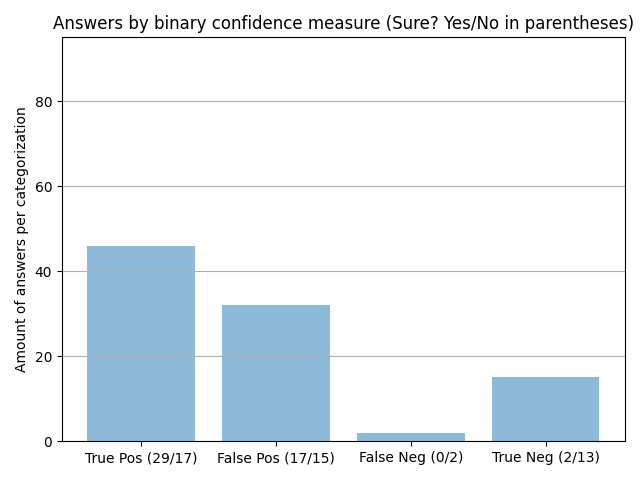 Answers by binary confidence measure (Sure? Yes/No in parentheses)
Amount of answers per categorization
80
60
40
20
0
True Pos (29/17)
False Pos (17/15)
False Neg (0/2)
True Neg (2/13)